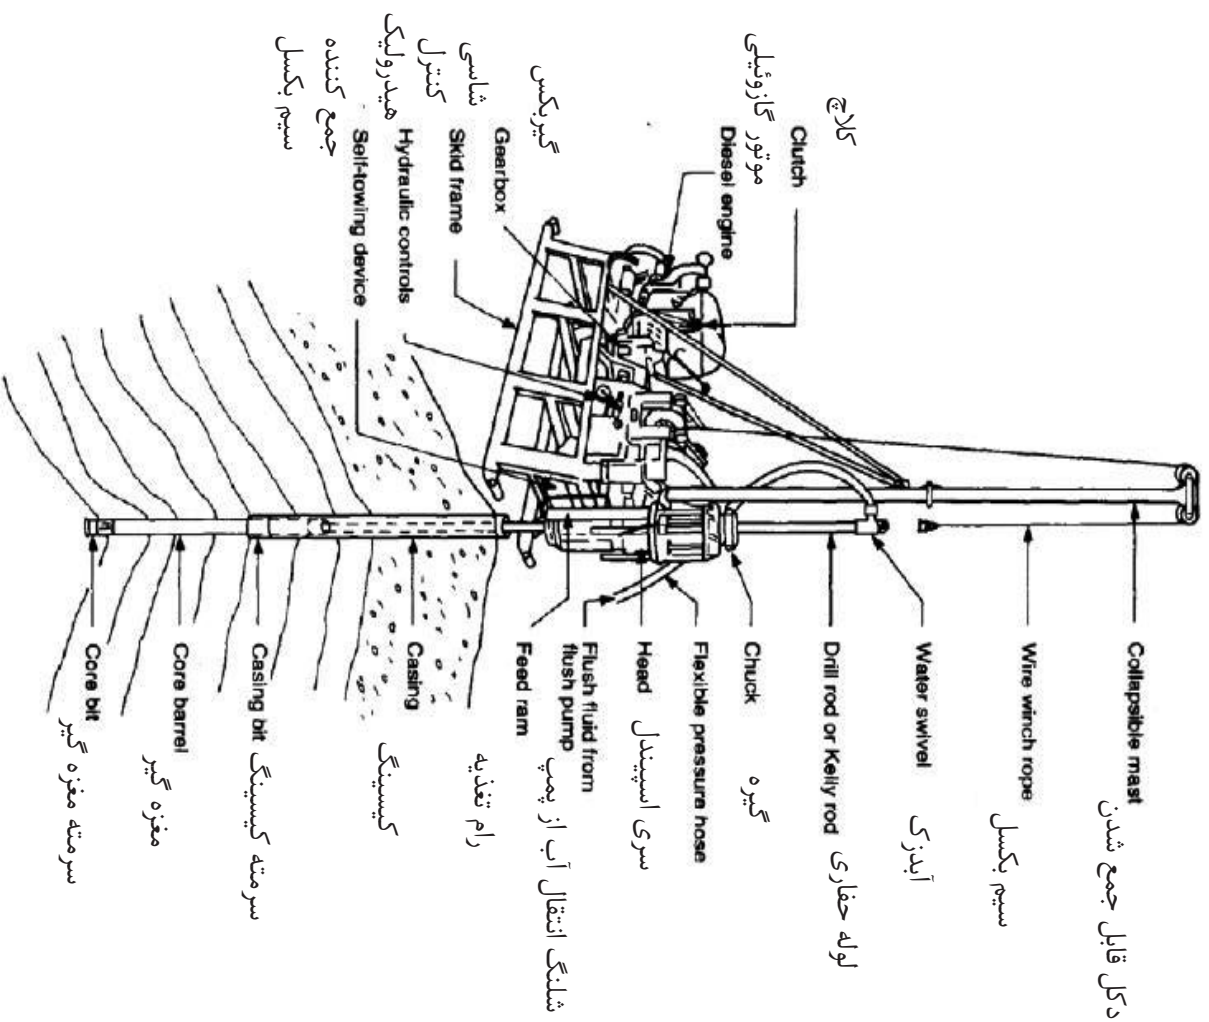 Collapsible mast
دکل قابل جمع شدن
Wire winch rope
سیم بکسل
Water swivel
آبدزک
Drill rod or Kelly rod
لوله حفاری
کلاچ
Clutch
Chuck
گیره
موتور گازوئیلی
Diesel engine
Flexible pressure hose
Head
سری اسپیندل
Flush fluid from
flush pump
شلنگ انتقال آب از پمپ
Feed ram
رام تغذیه
گیربکس
Gearbox
شاسی
Skid frame
کنترل
هیدرولیک
Hydraulic controls
جمع کننده
سیم بکسل
Self-towing device
Casing
کیسینگ
Casing bit
سرمته کیسینگ
Core barrel
مغزه گیر
Core bit
سرمته مغزه گیر